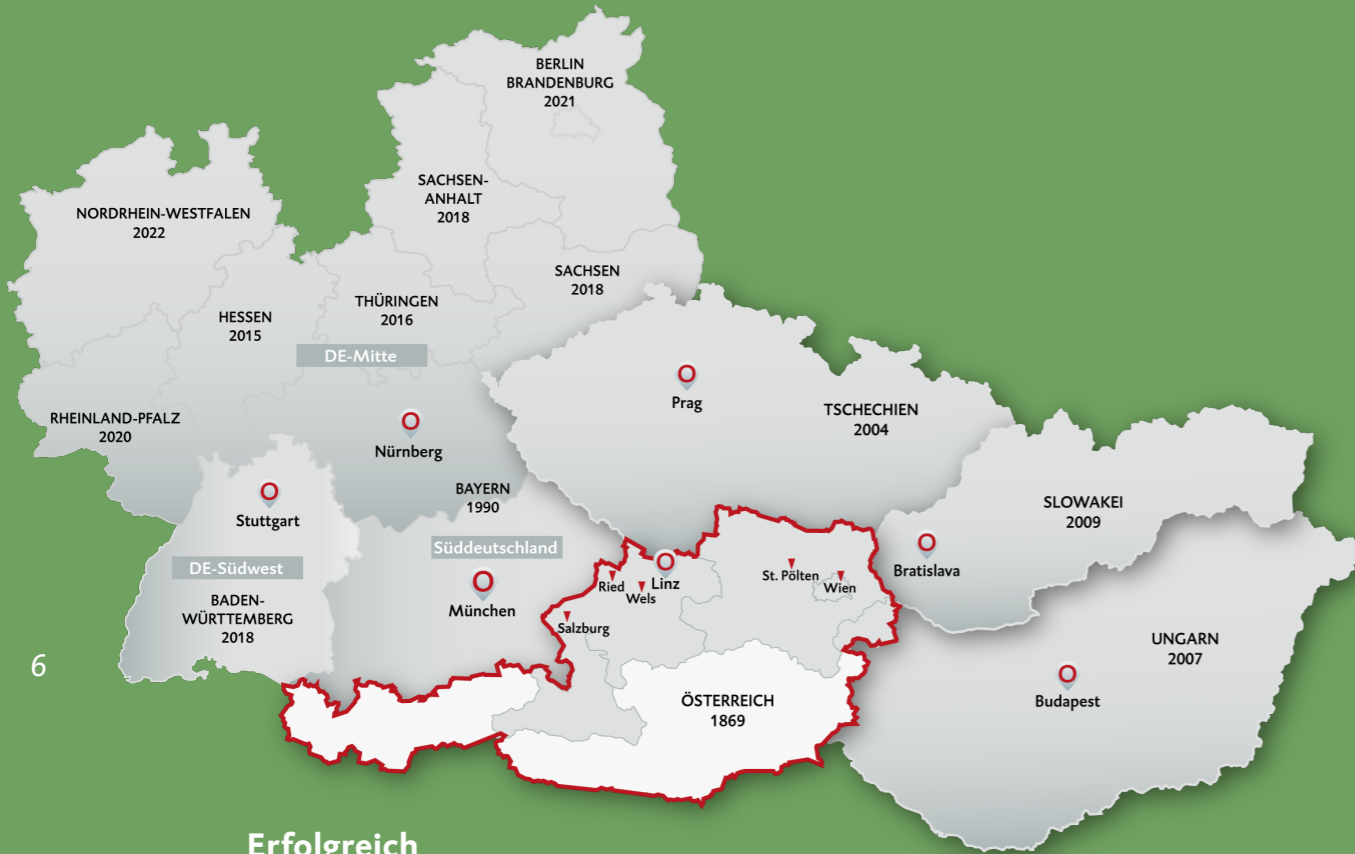 BERLIN
BRANDENBURG
2021
SACHSEN-
ANHALT
2018
NORDRHEIN-WESTFALEN
2022
SACHSEN
2018
THÜRINGEN
2016
HESSEN
2015
DE-Mitte
Prag
TSCHECHIEN
2004
RHEINLAND-PFALZ
2020
Nürnberg
BAYERN
1990
SLOWAKEI
2009
Stuttgart
Süddeutschland
DE-Südwest
Bratislava
München
Ried
Wels
Linz
St. Pölten
Wien
Salzburg
BADEN-
WÜRTTEMBERG
2018
UNGARN
2007
6
ÖSTERREICH
1869
Budapest
Erfolgreich